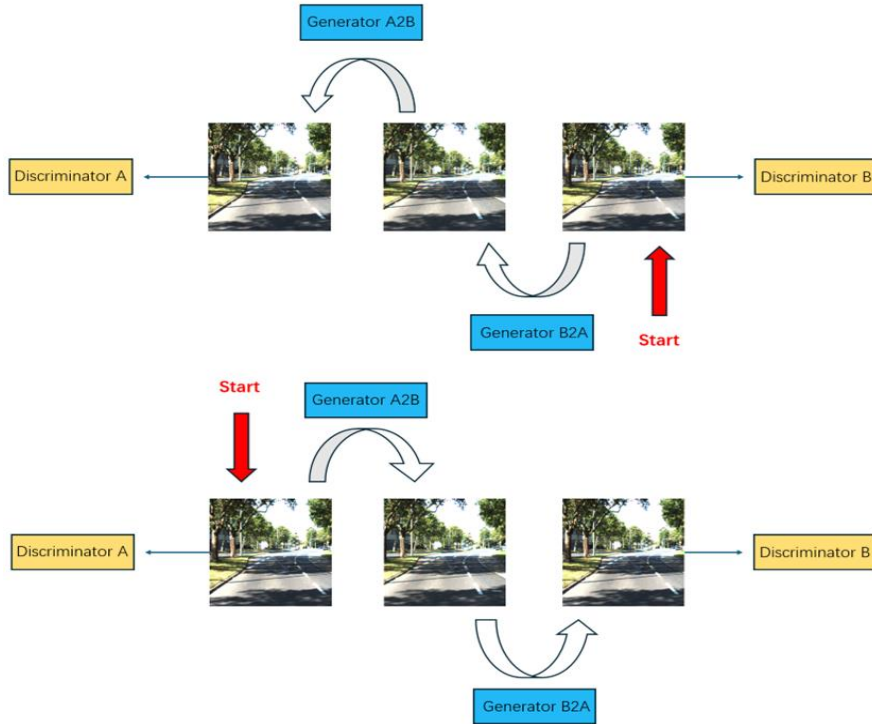 Generator A2B
Discriminator A
Discriminator B
Generator B2A
Start
Start
Generator A2B
Discriminator A
Discriminator B
Generator B2A